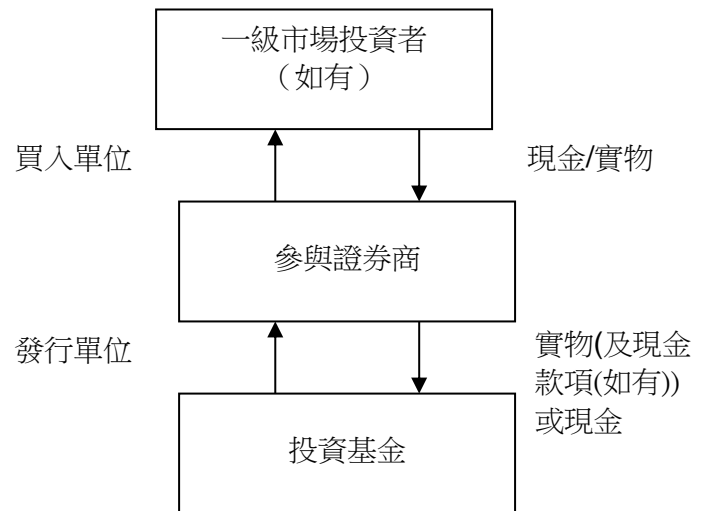 一級市場投資者
（如有）
買入單位
現金/實物
參與證券商
發行單位
實物(及現金
款項(如有))
或現金
投資基金